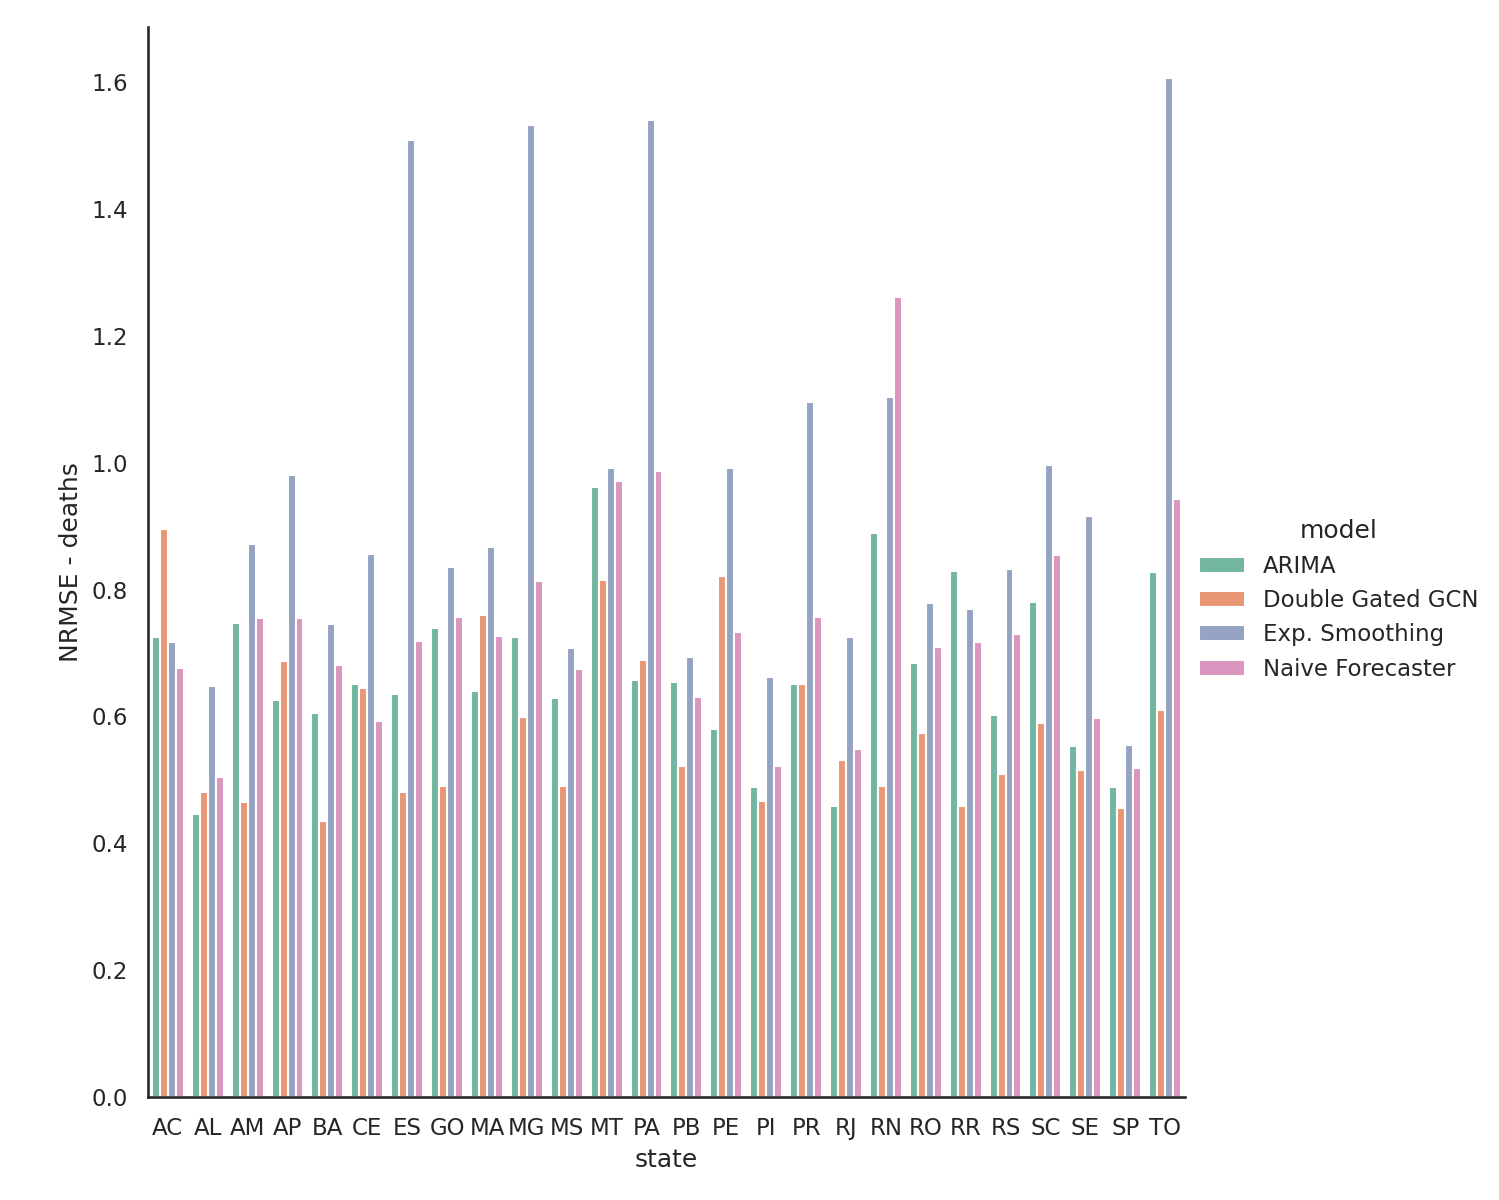 1.6
1.4
1.2
1.0
0.8
0.6
0.4
0.2
0.0
NRMSE - deaths
AC AL AM AP BA CE ES GO MA MG MS MT PA PB PE PI PR RJ RN RO RR RS SC SE SP TO
state
model
ARIMA
Double Gated GCN
Exp. Smoothing
Naive Forecaster